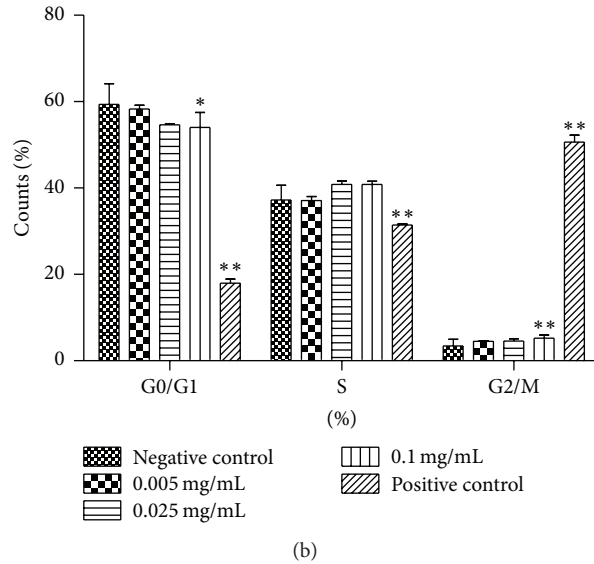 80
60
40
20
0
Counts (%)
*
**
**
**
**
G0/G1
S
G2/M
(%)
Negative control
0.005 mg/mL
0.025 mg/mL
0.1 mg/mL
Positive control
(b)